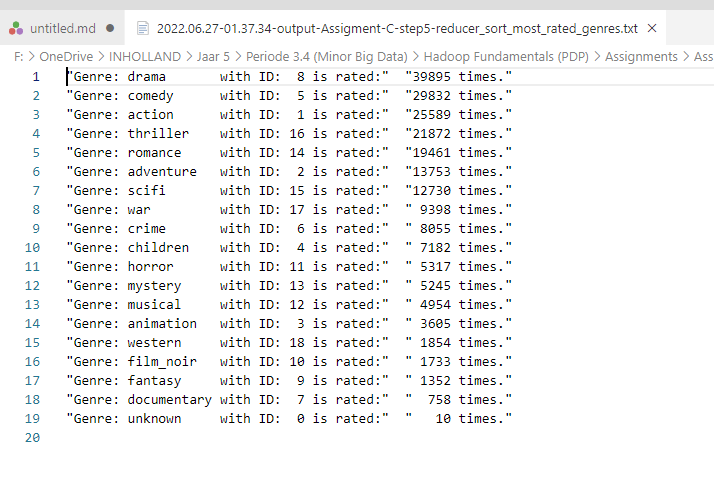 untitled.md 2022.06.27-01.37.34-output-Assigment-C-step5-reducer_sort_most_rated_genres.txt
F: > OneDrive > INHOLLAND > Jaar 5 > Periode 3.4 (Minor Big Data) > Hadoop Fundamentals (PDP) > Assignments > Ass
1 "Genre: drama       with ID:  8 is rated:"  "39895 times."
2 "Genre: comedy      with ID:  5 is rated:"  "29832 times."
3 "Genre: action      with ID:  1 is rated:"  "25589 times."
4 "Genre: thriller    with ID: 16 is rated:"  "21872 times."
5 "Genre: romance     with ID: 14 is rated:"  "19461 times."
6 "Genre: adventure   with ID:  2 is rated:"  "13753 times."
7 "Genre: scifi       with ID: 15 is rated:"  "12730 times."
8 "Genre: war         with ID: 17 is rated:"  " 9398 times."
9 "Genre: crime       with ID:  6 is rated:"  " 8055 times."
10 "Genre: children    with ID:  4 is rated:"  " 7182 times."
11 "Genre: horror      with ID: 11 is rated:"  " 5317 times."
12 "Genre: mystery     with ID: 13 is rated:"  " 5245 times."
13 "Genre: musical     with ID: 12 is rated:"  " 4954 times."
14 "Genre: animation   with ID:  3 is rated:"  " 3605 times."
15 "Genre: western     with ID: 18 is rated:"  " 1854 times."
16 "Genre: film_noir   with ID: 10 is rated:"  " 1733 times."
17 "Genre: fantasy     with ID:  9 is rated:"  " 1352 times."
18 "Genre: documentary with ID:  7 is rated:"  "  758 times."
19 "Genre: unknown     with ID:  0 is rated:"  "   10 times."
20